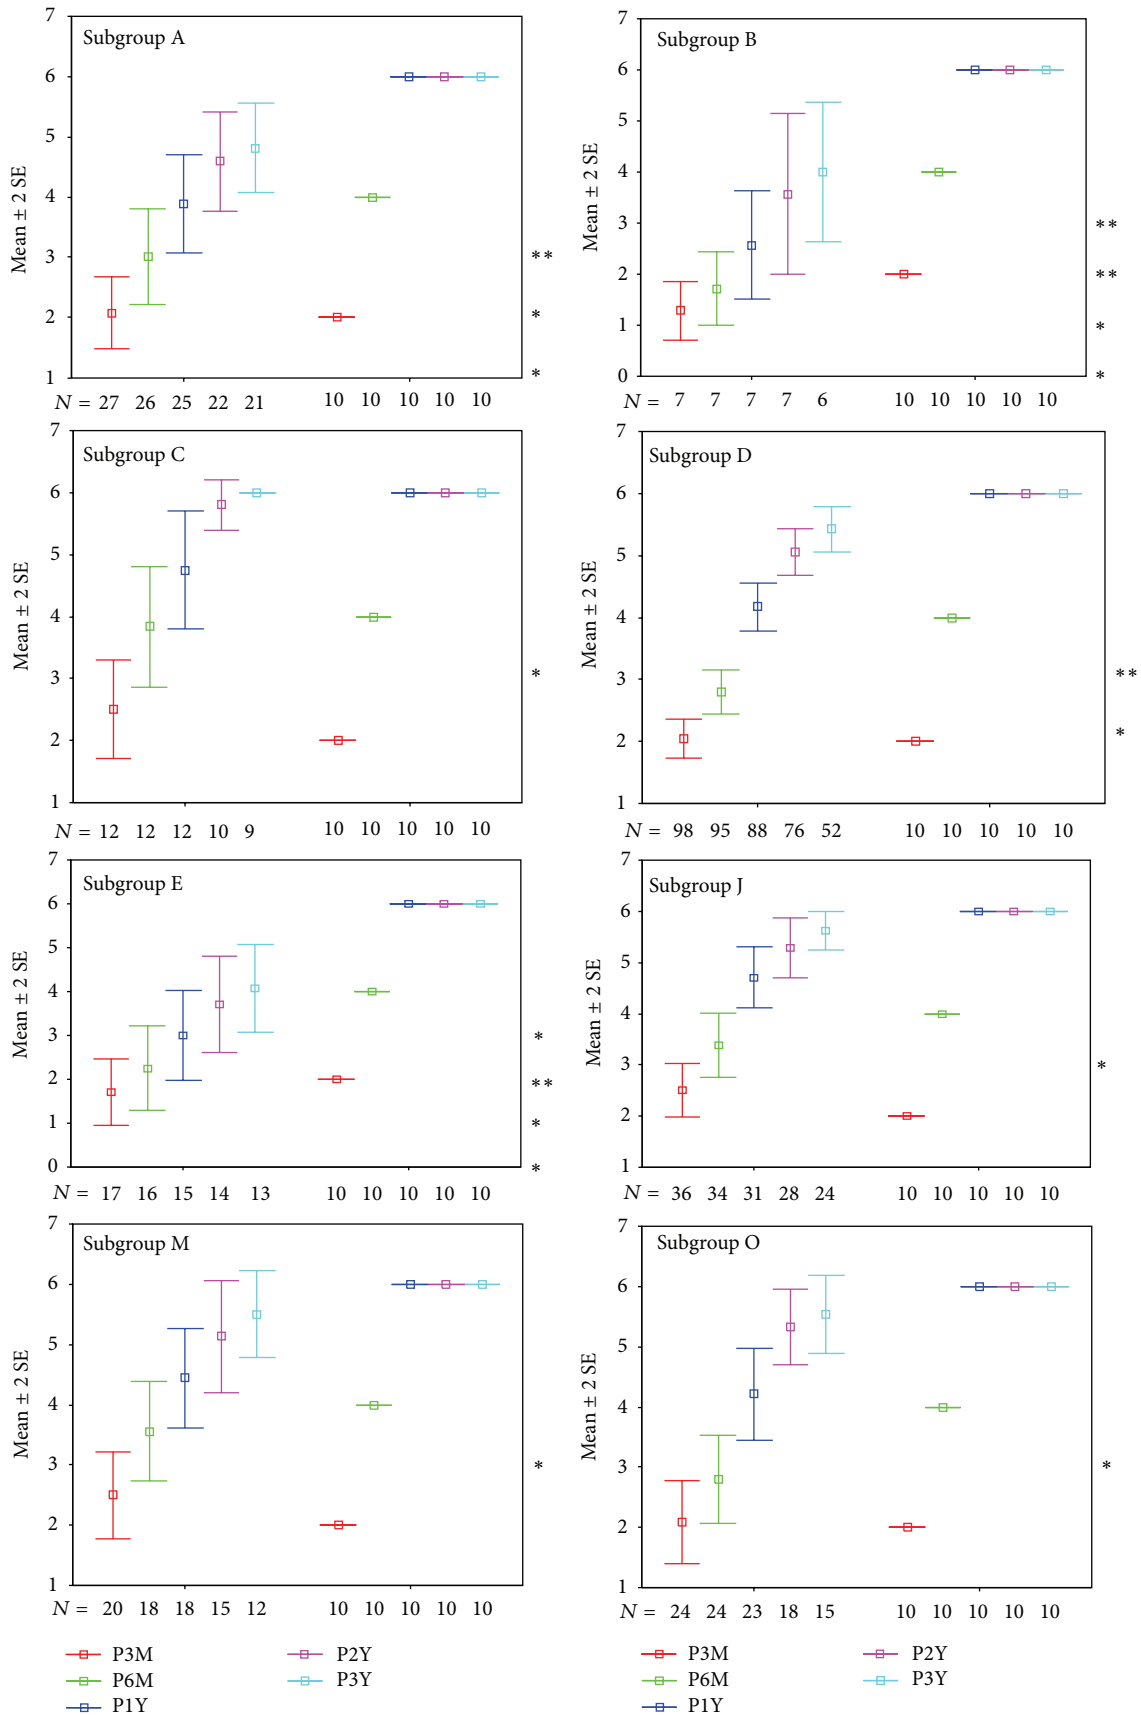 Subgroup A
7
6
5
4
3
2
1
Mean ± 2 SE
**
*
*
N = 27 26 25 22 21 10 10 10 10 10
Subgroup B
7
6
5
4
3
2
1
0
Mean ± 2 SE
**
**
*
*
N = 7 7 7 7 6 10 10 10 10 10
Subgroup C
7
6
5
4
3
2
1
Mean ± 2 SE
*
N = 12 12 12 10 9 10 10 10 10 10
Subgroup D
7
6
5
4
3
2
1
Mean ± 2 SE
**
*
N = 98 95 88 76 52 10 10 10 10 10
Subgroup E
7
6
5
4
3
2
1
0
Mean ± 2 SE
*
**
*
*
N = 17 16 15 14 13 10 10 10 10 10
Subgroup J
7
6
5
4
3
2
1
Mean ± 2 SE
*
N = 36 34 31 28 24 10 10 10 10 10
Subgroup M
7
6
5
4
3
2
1
Mean ± 2 SE
*
N = 20 18 18 15 12 10 10 10 10 10
Subgroup O
7
6
5
4
3
2
1
Mean ± 2 SE
*
N = 24 24 23 18 15 10 10 10 10 10
P3M P2Y
P6M P3Y
P1Y
P3M P2Y
P6M P3Y
P1Y